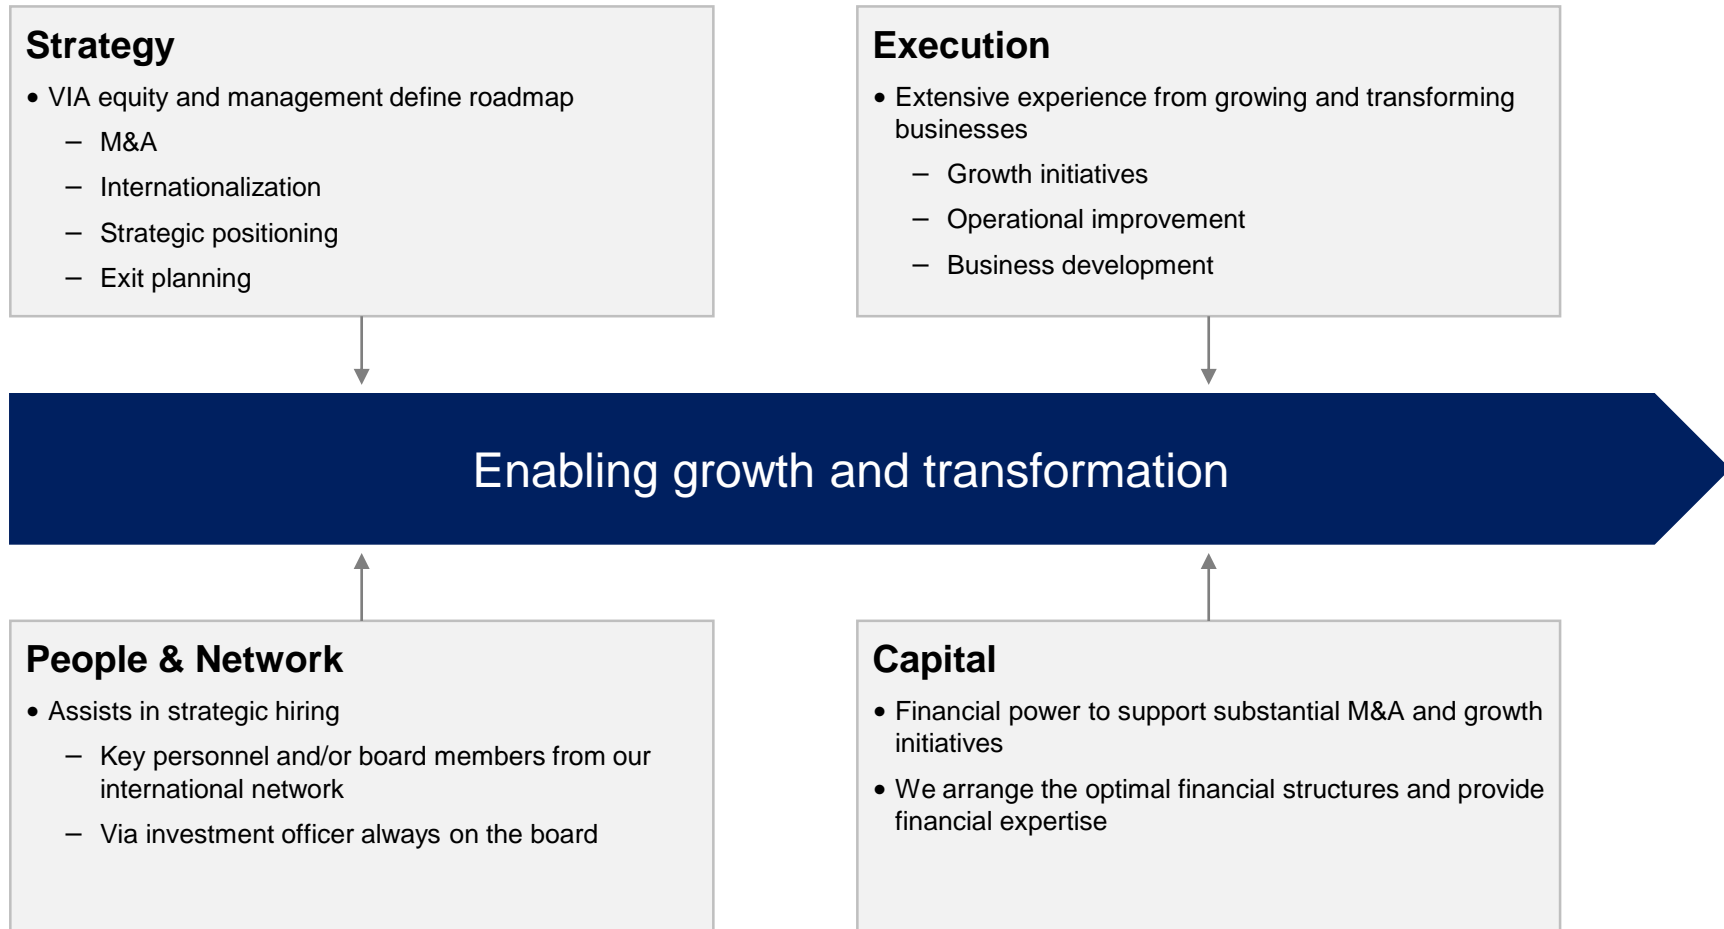 Strategy
• VIA equity and management define roadmap
– M&A
– Internationalization
– Strategic positioning
– Exit planning
Execution
• Extensive experience from growing and transforming
businesses
– Growth initiatives
– Operational improvement
– Business development
Enabling growth and transformation
People & Network
• Assists in strategic hiring
– Key personnel and/or board members from our
international network
– Via investment officer always on the board
Capital
• Financial power to support substantial M&A and growth
initiatives
• We arrange the optimal financial structures and provide
financial expertise